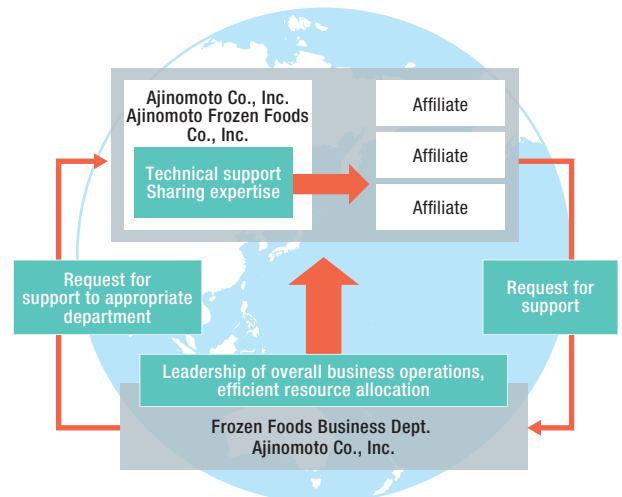 Ajinomoto Co., Inc.
Ajinomoto Frozen Foods
Co., Inc.
Technical support
Sharing expertise
Affiliate
Affiliate
Affiliate
Request for
support to appropriate
department
Request for
support
Leadership of overall business operations,
efficient resource allocation
Frozen Foods Business Dept.
Ajinomoto Co., Inc.